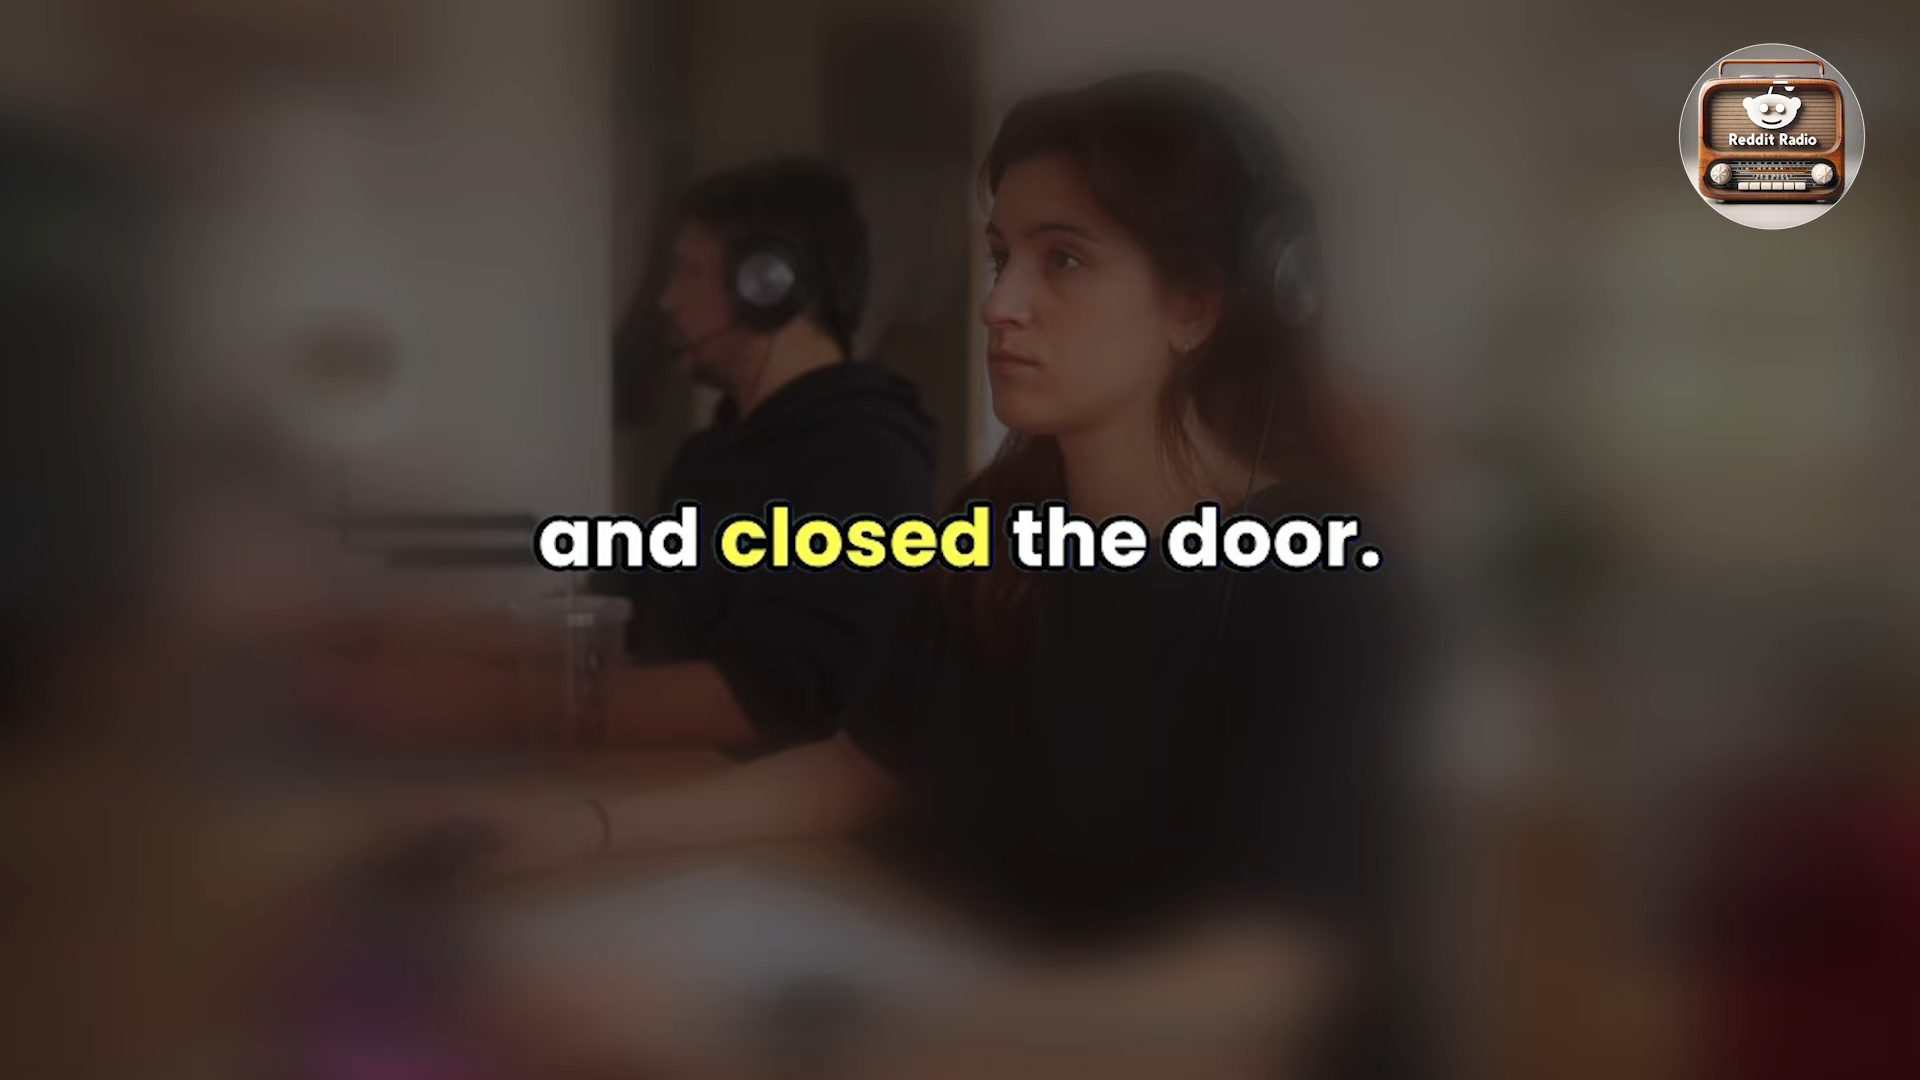 Reddit Radio
and closed the door.